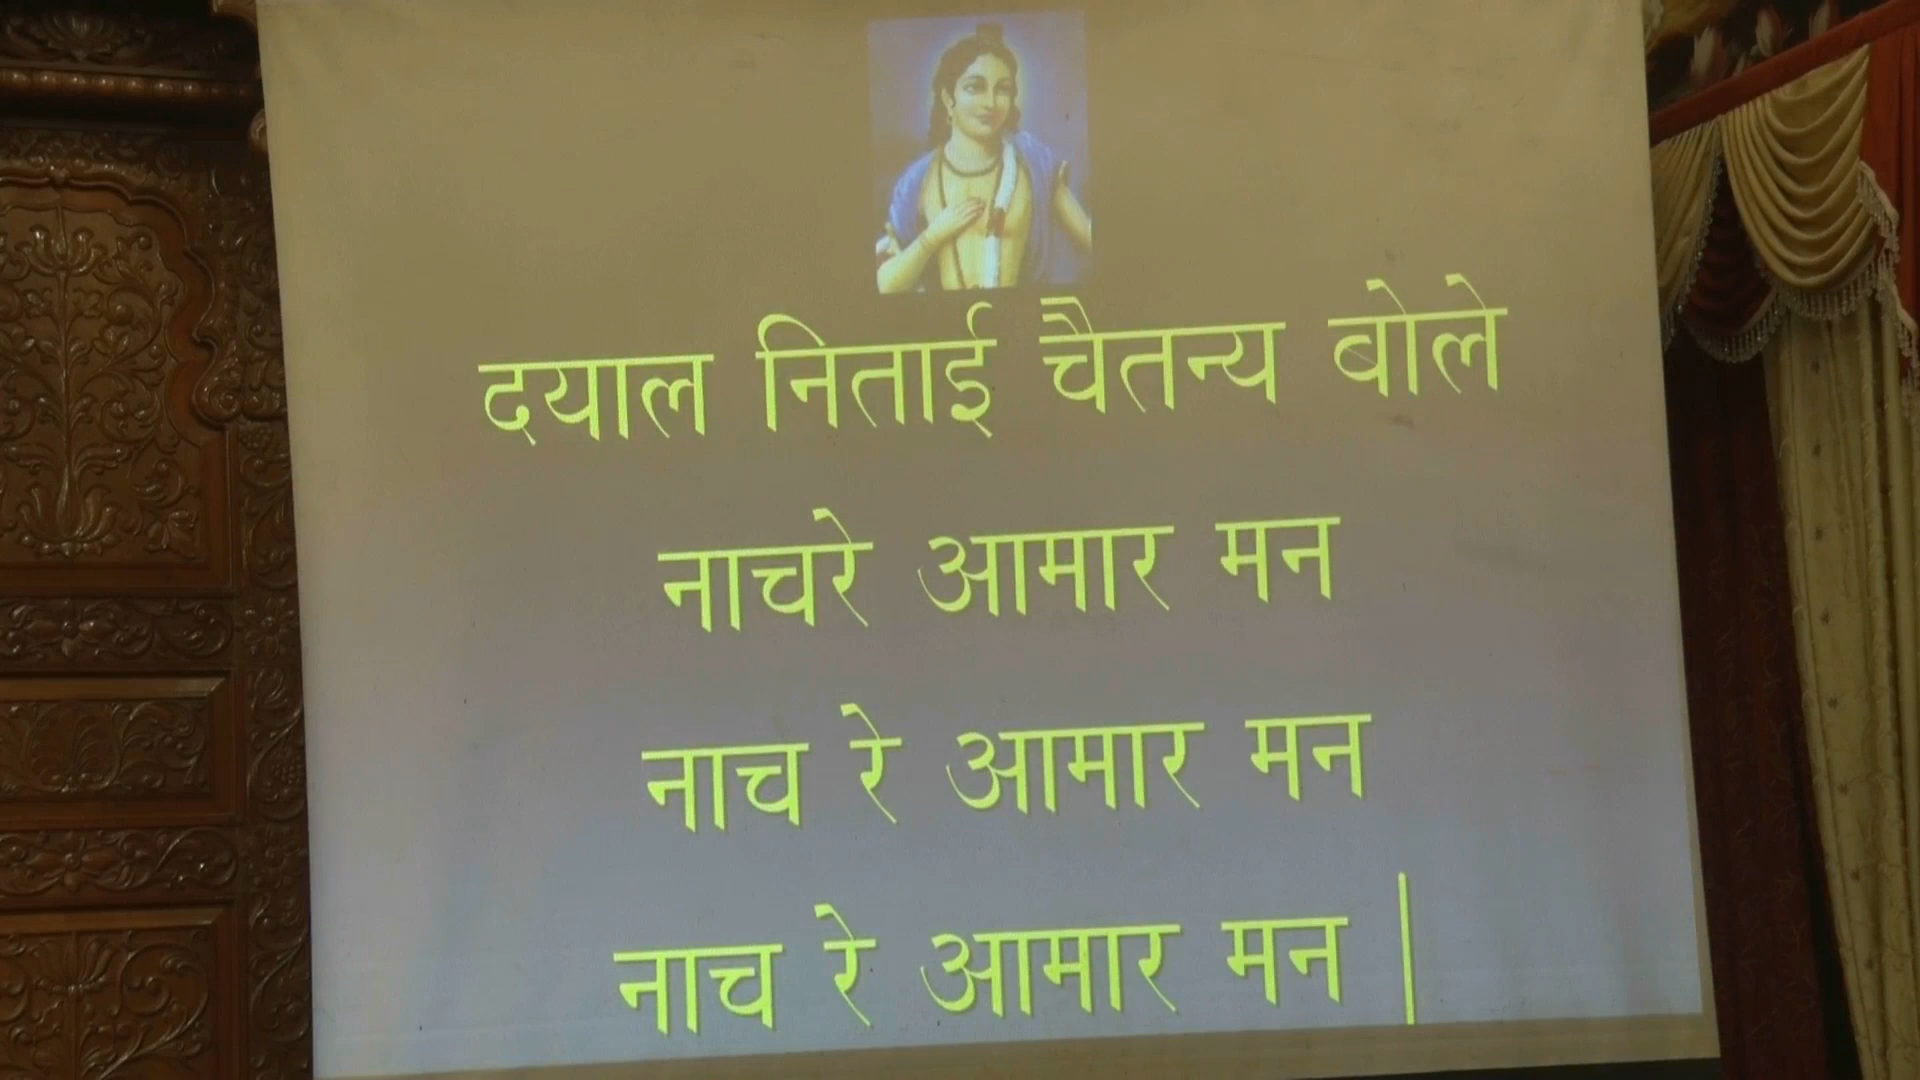 दयाल निताई चैतन्य बोले
नाचरे आमार मन
नाच रे आमार मन
नाच रे आमार मन |